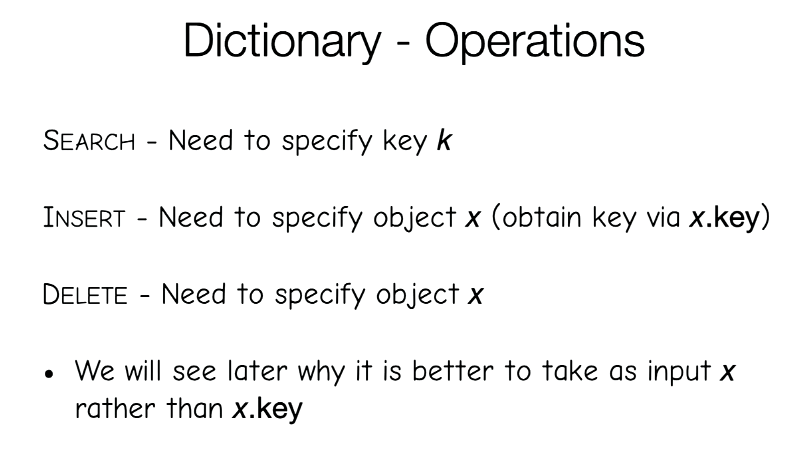 Dictionary - Operations
SEARCH - Need to specify key k
INSERT - Need to specify object x (obtain key via x.key)
DELETE - Need to specify object x
• We will see later why it is better to take as input x
rather than x.key